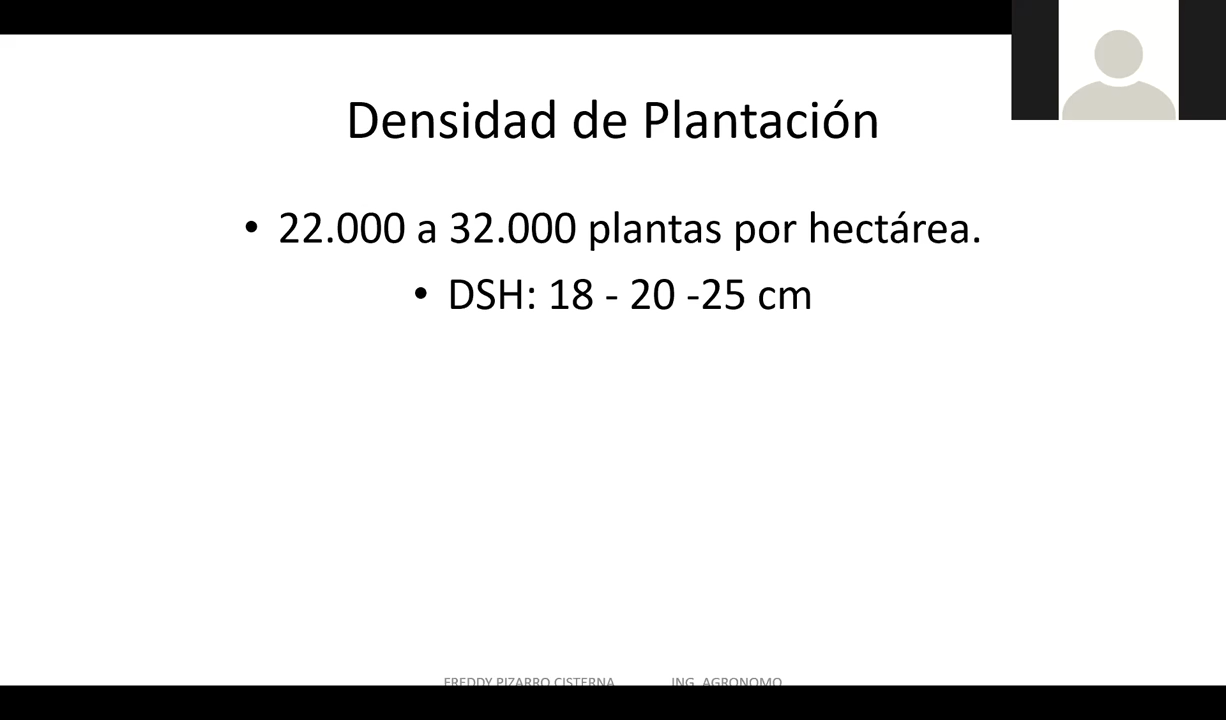 Densidad de Plantación
• 22.000 a 32.000 plantas por hectárea.
• DSH: 18 - 20 -25 cm
FREDDY PIZARRO CISTERNA ING. AGRONOMO